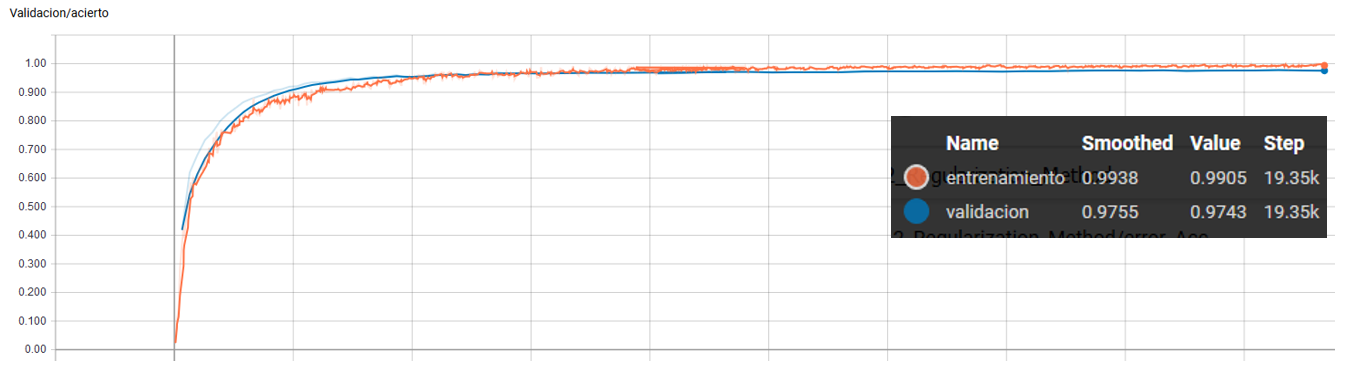 Validacion/acierto
1.00
0.900
0.800
0.700
0.600
0.500
0.400
0.300
0.200
0.100
0.00
Name Smoothed Value Step
entrenamiento 0.9938 0.9905 19.35k
validacion 0.9755 0.9743 19.35k
2_Regularization_Method/error_Acc